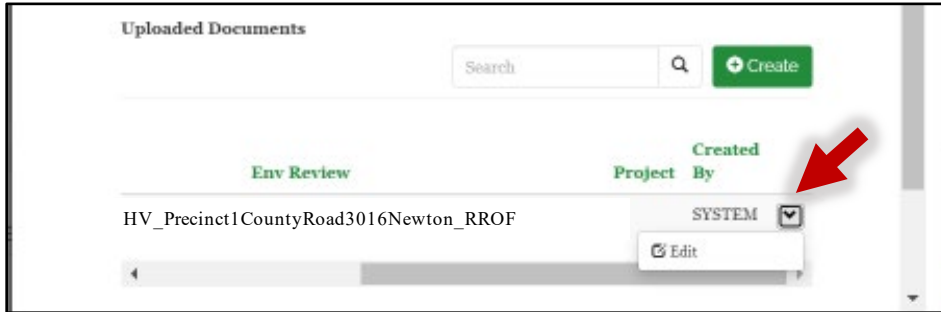 Uploaded Documents
Search
Create
Env Review
Project
Created
By
HV_Precinct1CountyRoad3016Newton_RROF
SYSTEM
Edit